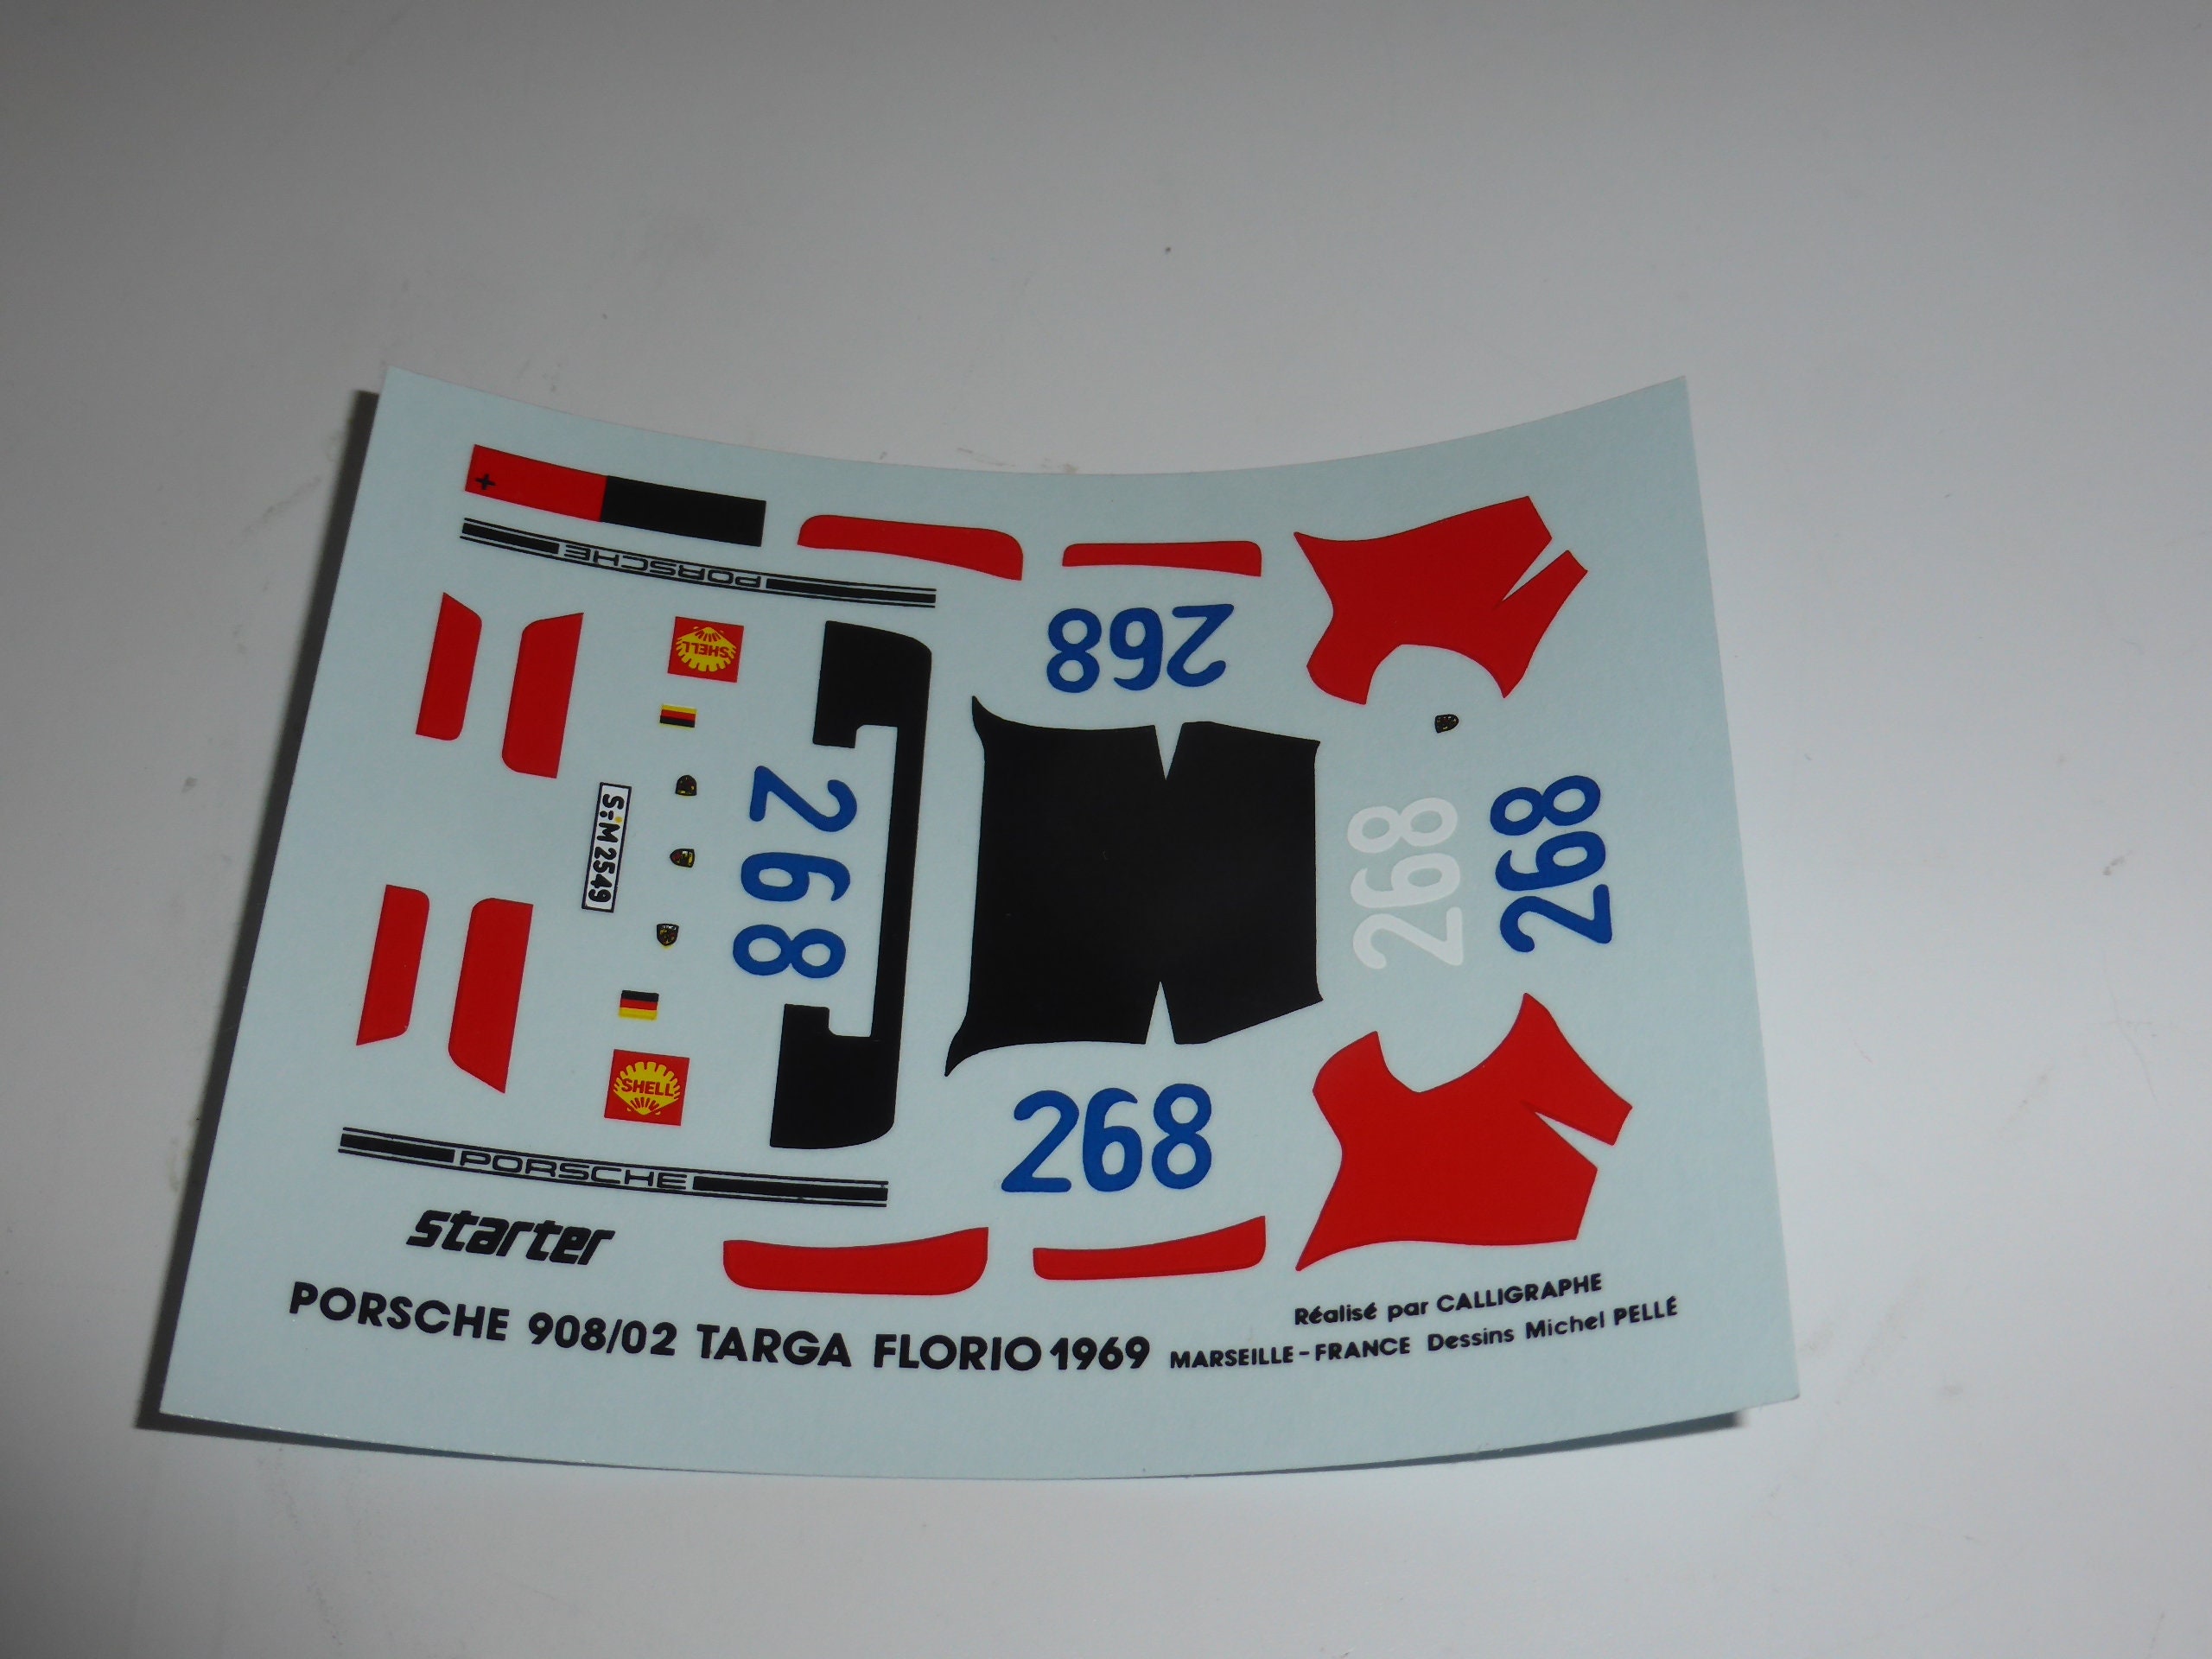 +
PORSCHE
268
SHELL
S-M 2549
268
268
268
SHELL
268
PORSCHE
starter
PORSCHE 908/02 TARGA FLORIO 1969
Réalisé par CALLIGRAPHE
MARSEILLE - FRANCE Dessins Michel PELLÉ